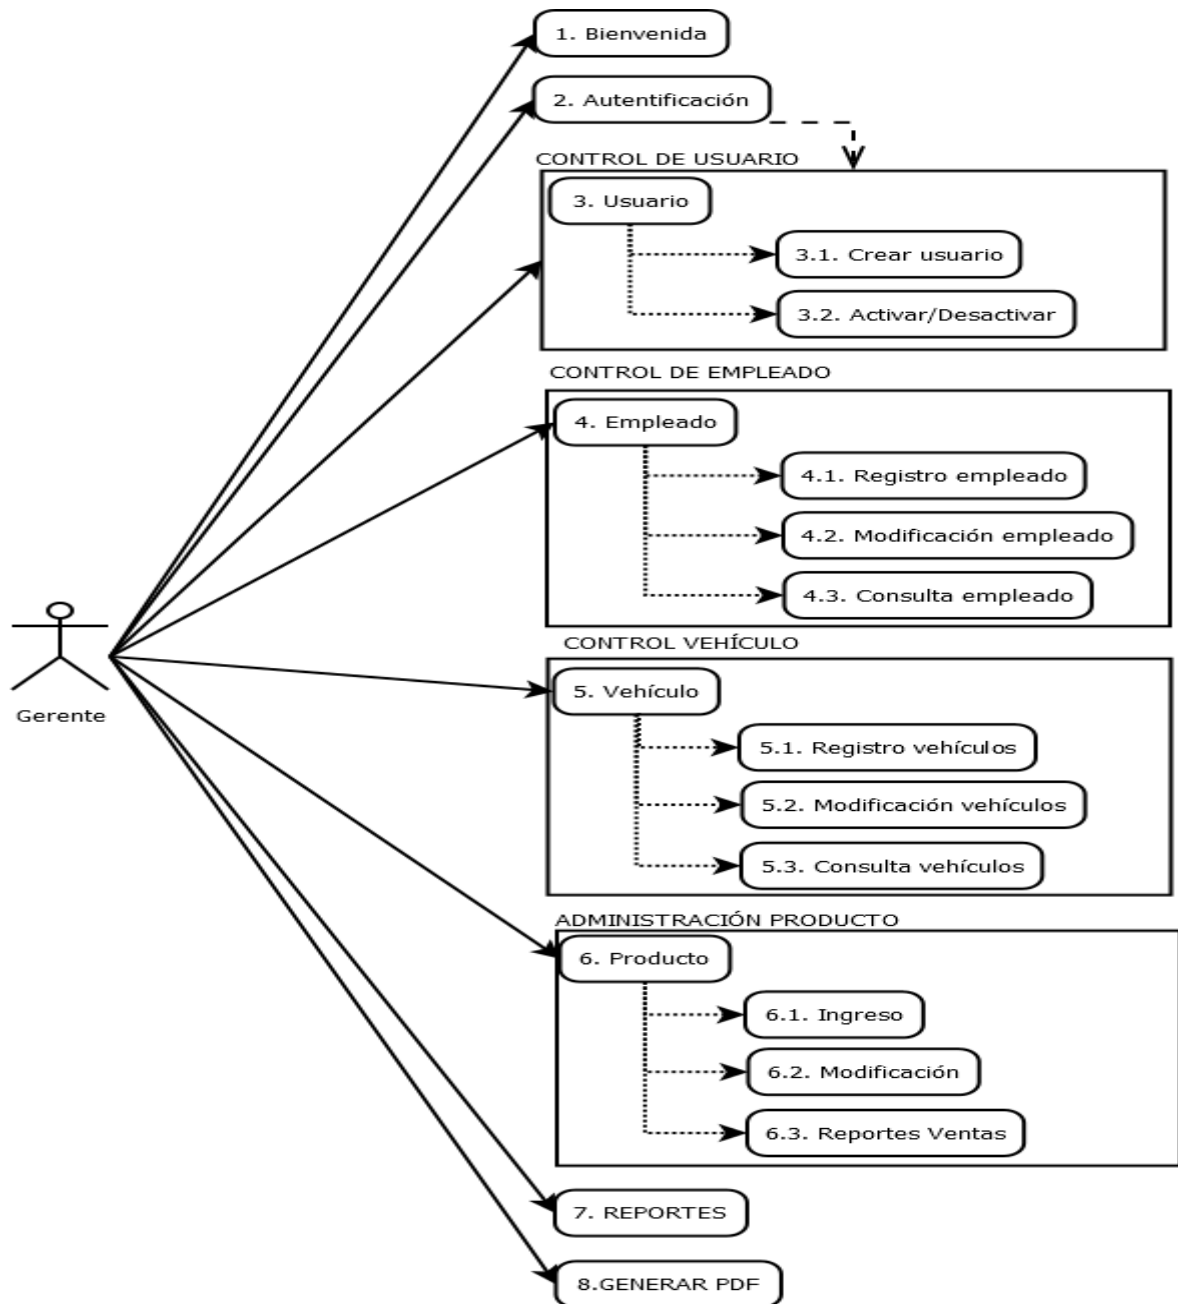 1. Bienvenida
2. Autentificación
CONTROL DE USUARIO
3. Usuario
3.1. Crear usuario
3.2. Activar/Desactivar
CONTROL DE EMPLEADO
4. Empleado
4.1. Registro empleado
4.2. Modificación empleado
4.3. Consulta empleado
Gerente
CONTROL VEHÍCULO
5. Vehículo
5.1. Registro vehículos
5.2. Modificación vehículos
5.3. Consulta vehículos
ADMINISTRACIÓN PRODUCTO
6. Producto
6.1. Ingreso
6.2. Modificación
6.3. Reportes Ventas
7. REPORTES
8.GENERAR PDF